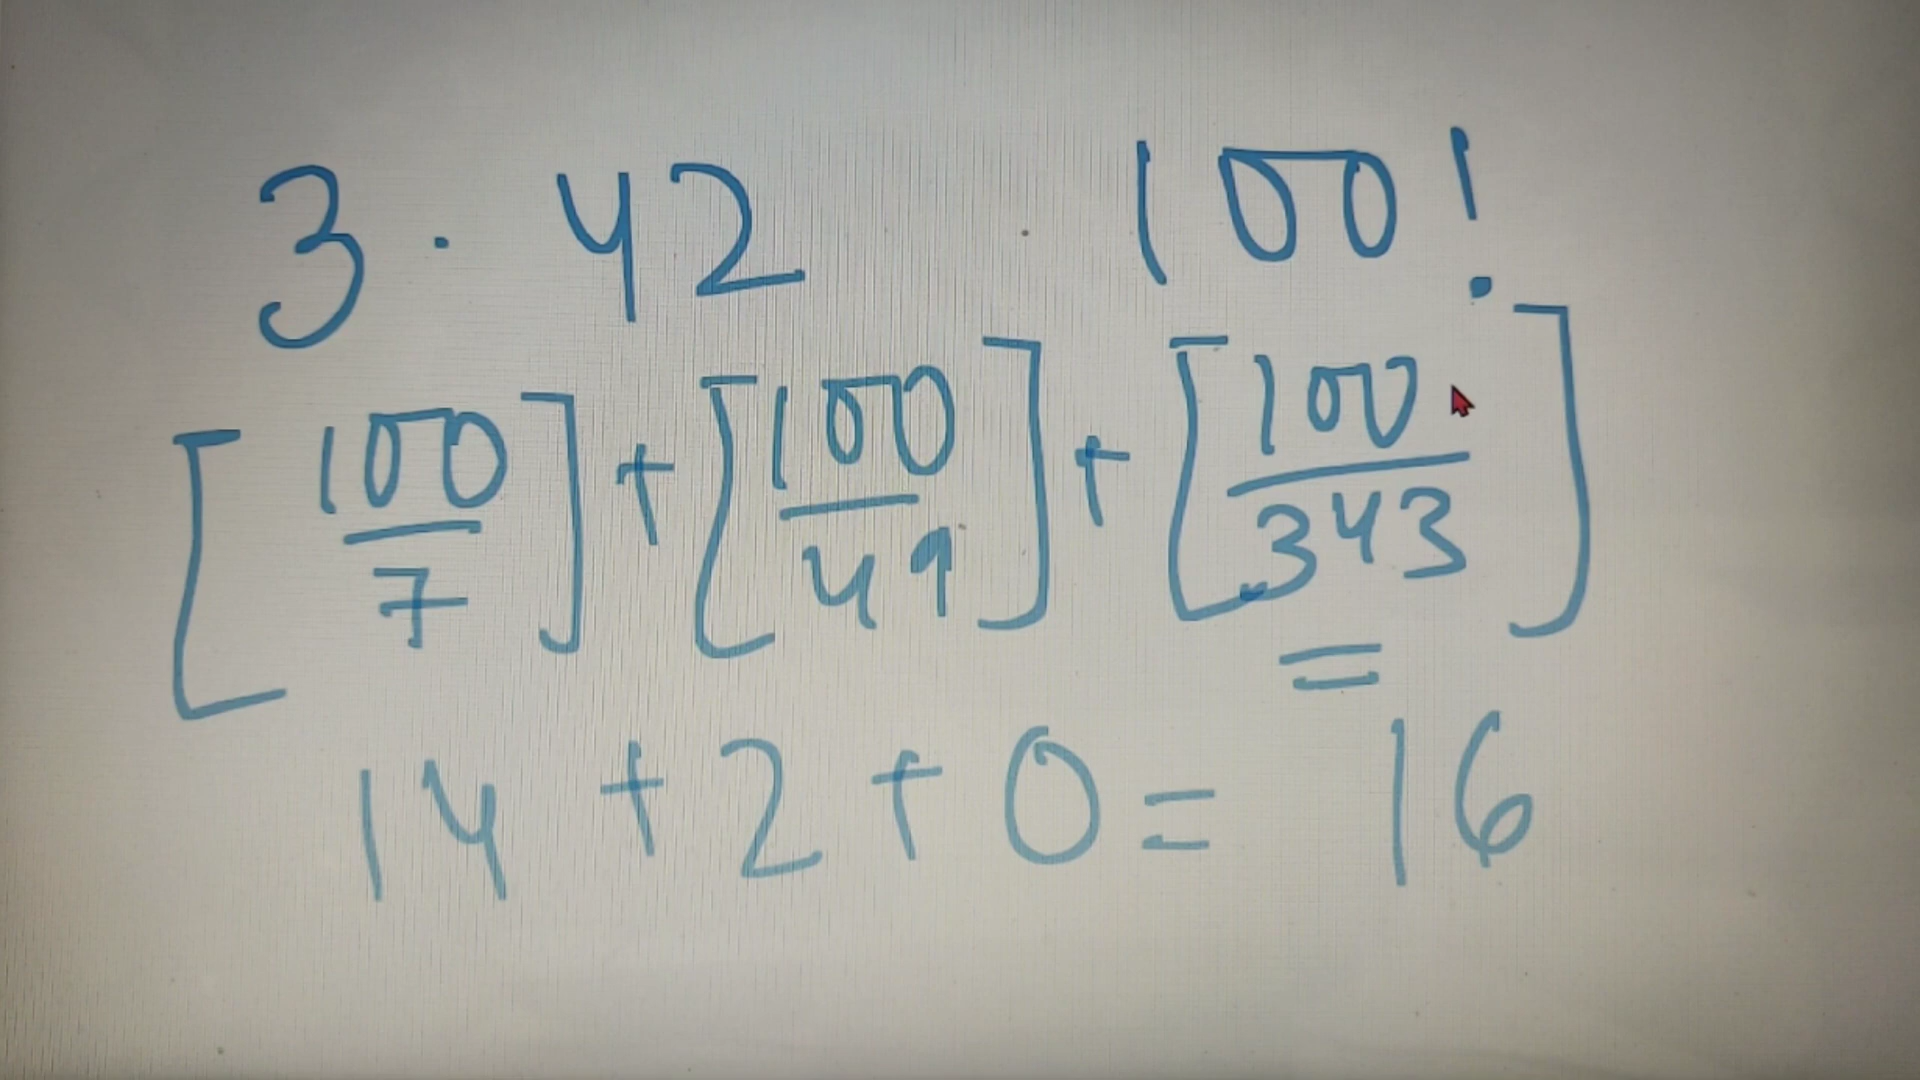 3 · 42 100!
[100/7] + [100/49] + [100/343] =
14 + 2 + 0 = 16